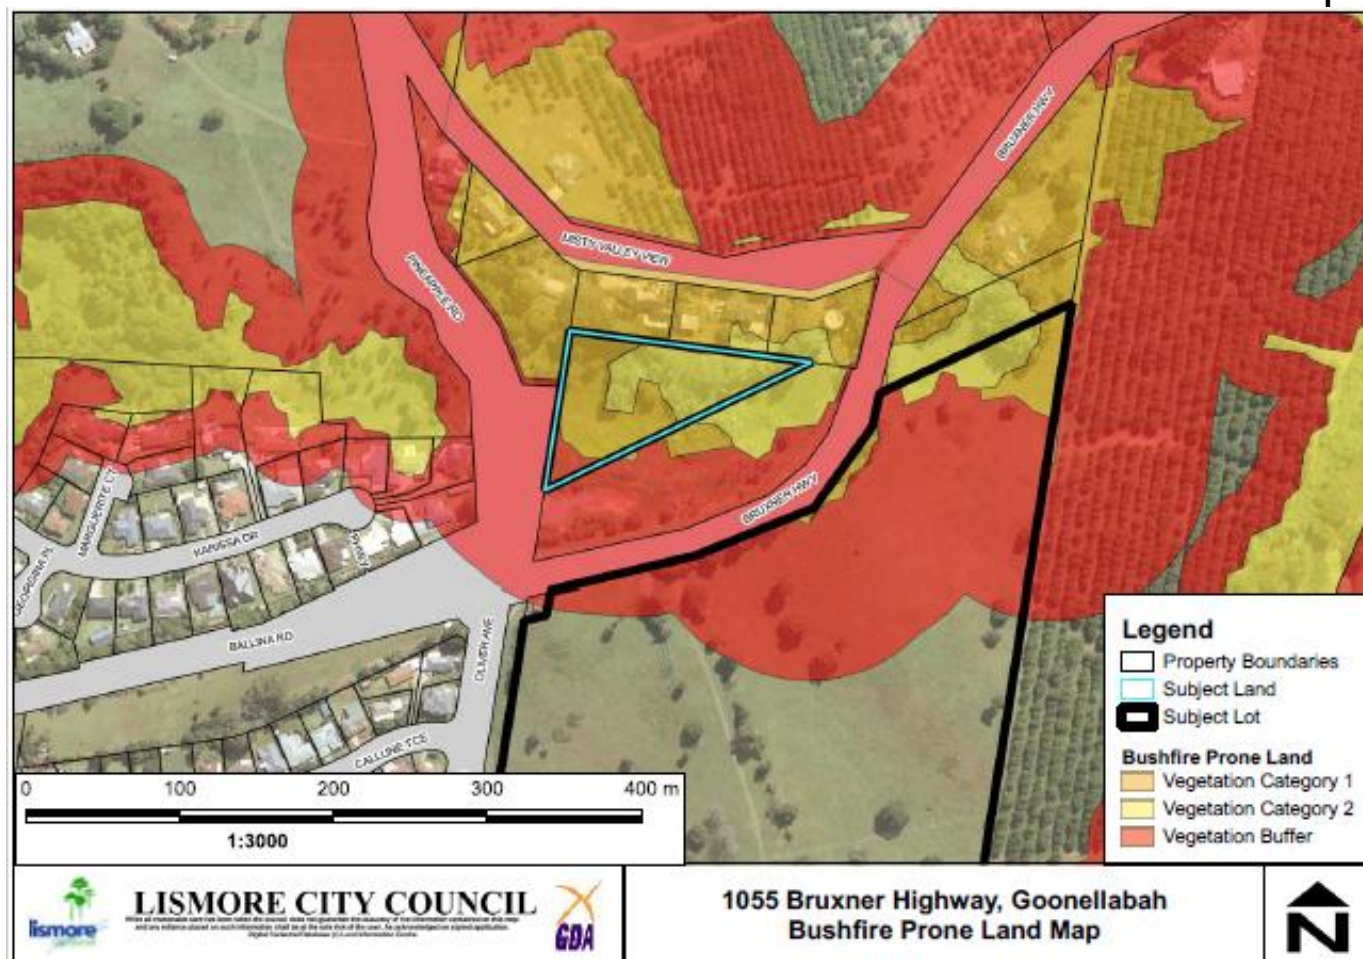 BRUXNER HWY
MISTY VALLEY VIEW
PINEAPPLE RD
BRUXNER HWY
MARGUERITE CT
KARISSA DR
GEORGINA PL
BALLINA RD
OLIVER AVE
CALLUNE TCE
Legend
Property Boundaries
Subject Land
Subject Lot
Bushfire Prone Land
Vegetation Category 1
Vegetation Category 2
Vegetation Buffer
0 100 200 300 400 m
1:3000
lismore
LISMORE CITY COUNCIL
GDA
1055 Bruxner Highway, Goonellabah
Bushfire Prone Land Map
N